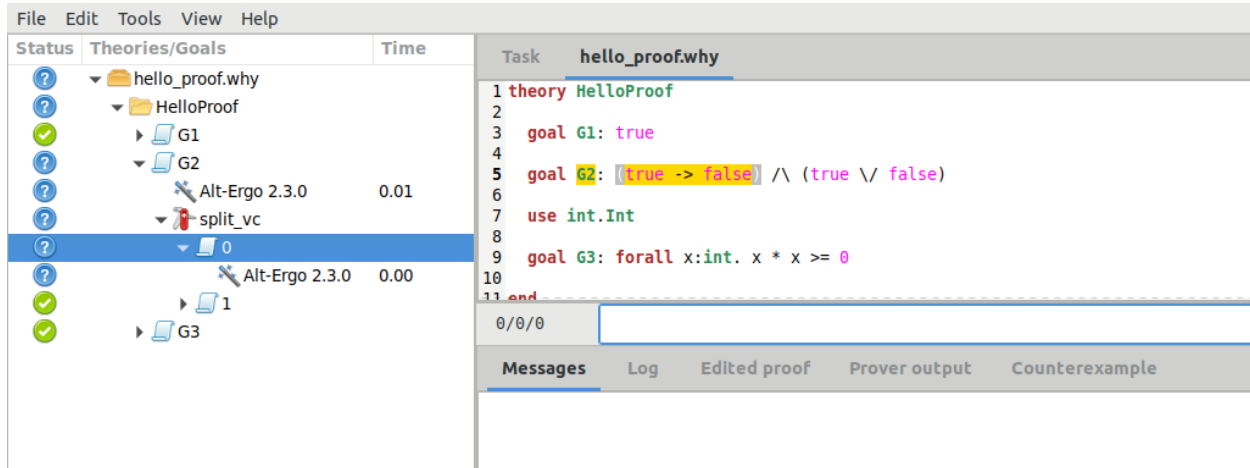 File Edit Tools View Help
Status Theories/Goals Time
hello_proof.why
HelloProof
G1
G2
Alt-Ergo 2.3.0 0.01
split_vc
0
Alt-Ergo 2.3.0 0.00
1
G3
Task hello_proof.why
1 theory HelloProof
2
3 goal G1: true
4
5 goal G2: (true -> false) /\ (true \/ false)
6
7 use int.Int
8
9 goal G3: forall x:int. x * x >= 0
10
11 end
0/0/0
Messages Log Edited proof Prover output Counterexample